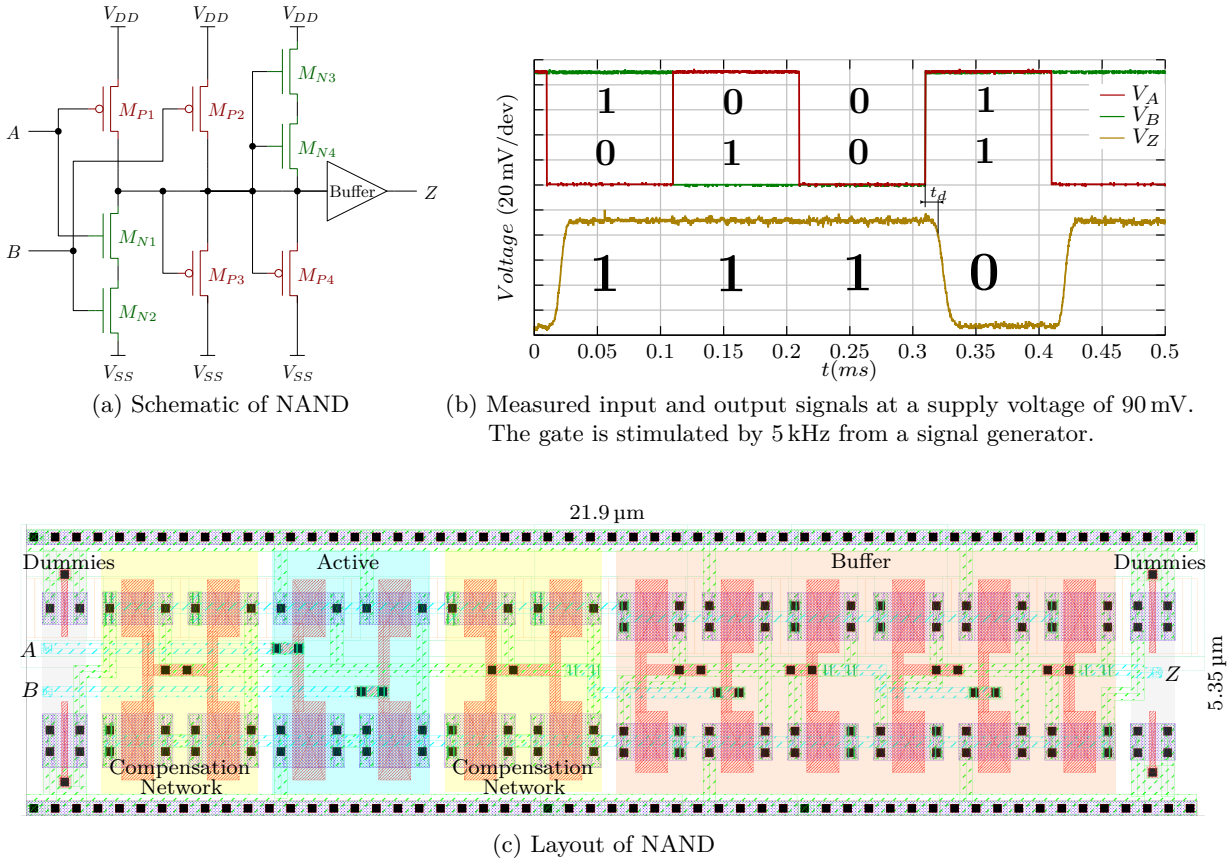 V_DD V_DD V_DD
M_N3
M_P1 M_P2
A M_N4
Buffer Z
M_N1
B M_P3 M_P4
M_N2
V_SS V_SS V_SS
(a) Schematic of NAND
Voltage (20 mV/dev)
1 0 0 1
0 1 0 1
V_A
V_B
V_Z
t_d
1 1 1 0
0 0.05 0.1 0.15 0.2 0.25 0.3 0.35 0.4 0.45 0.5
t(ms)
(b) Measured input and output signals at a supply voltage of 90 mV.
The gate is stimulated by 5 kHz from a signal generator.
21.9 µm
Dummies Active Buffer Dummies
A
B Z
5.35 µm
Compensation Compensation
Network Network
(c) Layout of NAND